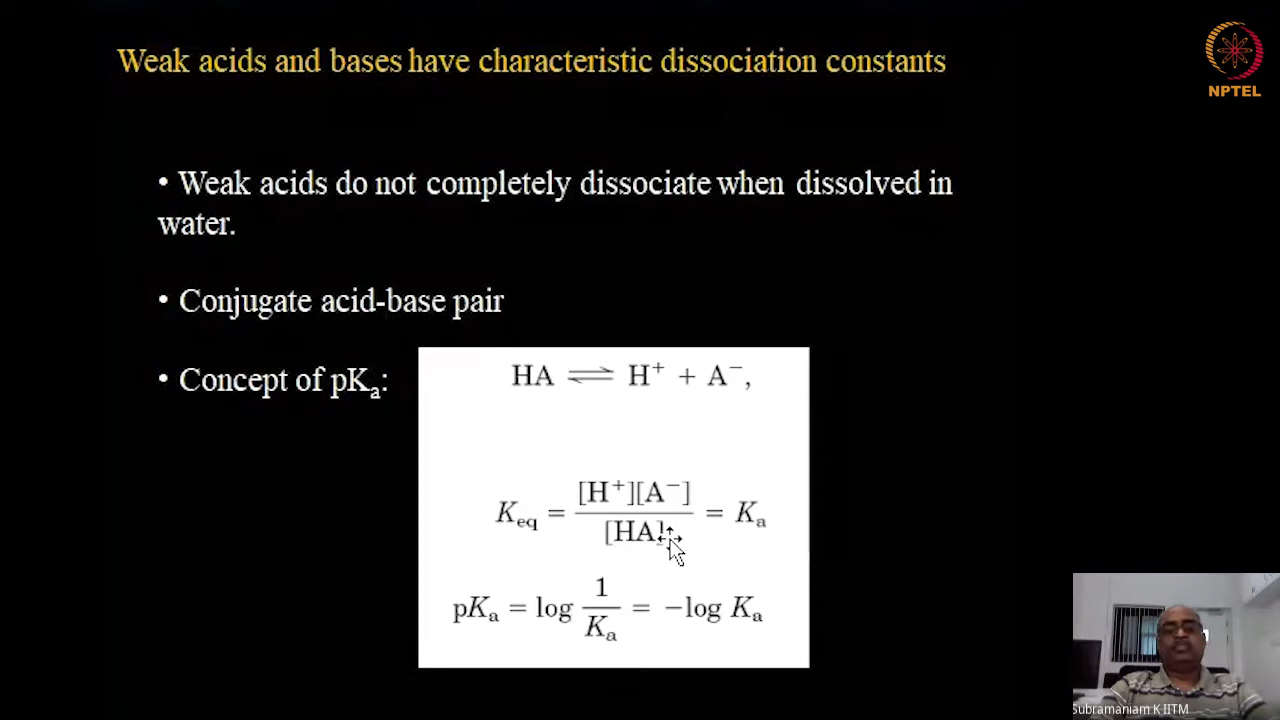 Weak acids and bases have characteristic dissociation constants
NPTEL
• Weak acids do not completely dissociate when dissolved in
water.
• Conjugate acid-base pair
• Concept of pKₐ:
HA ⇌ H⁺ + A⁻,
K_eq = [H⁺][A⁻] / [HA] = Kₐ
pKₐ = log 1/Kₐ = −log Kₐ
Subramaniam K IITM